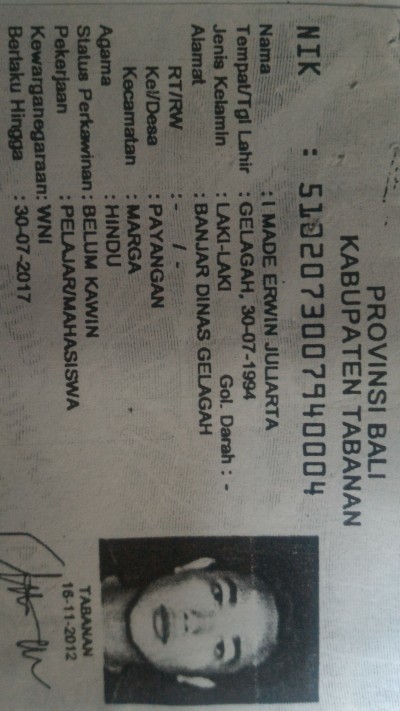 PROVINSI BALI
KABUPATEN TABANAN
NIK : 5102073007940004
Nama : I MADE ERWIN JULIARTA
Tempat/Tgl Lahir : GELAGAH, 30-07-1994
Jenis Kelamin : LAKI-LAKI Gol. Darah : -
Alamat : BANJAR DINAS GELAGAH
RT/RW : - / -
Kel/Desa : PAYANGAN
Kecamatan : MARGA
Agama : HINDU
Status Perkawinan : BELUM KAWIN
Pekerjaan : PELAJAR/MAHASISWA
Kewarganegaraan: WNI
Berlaku Hingga : 30-07-2017
TABANAN
16-11-2012